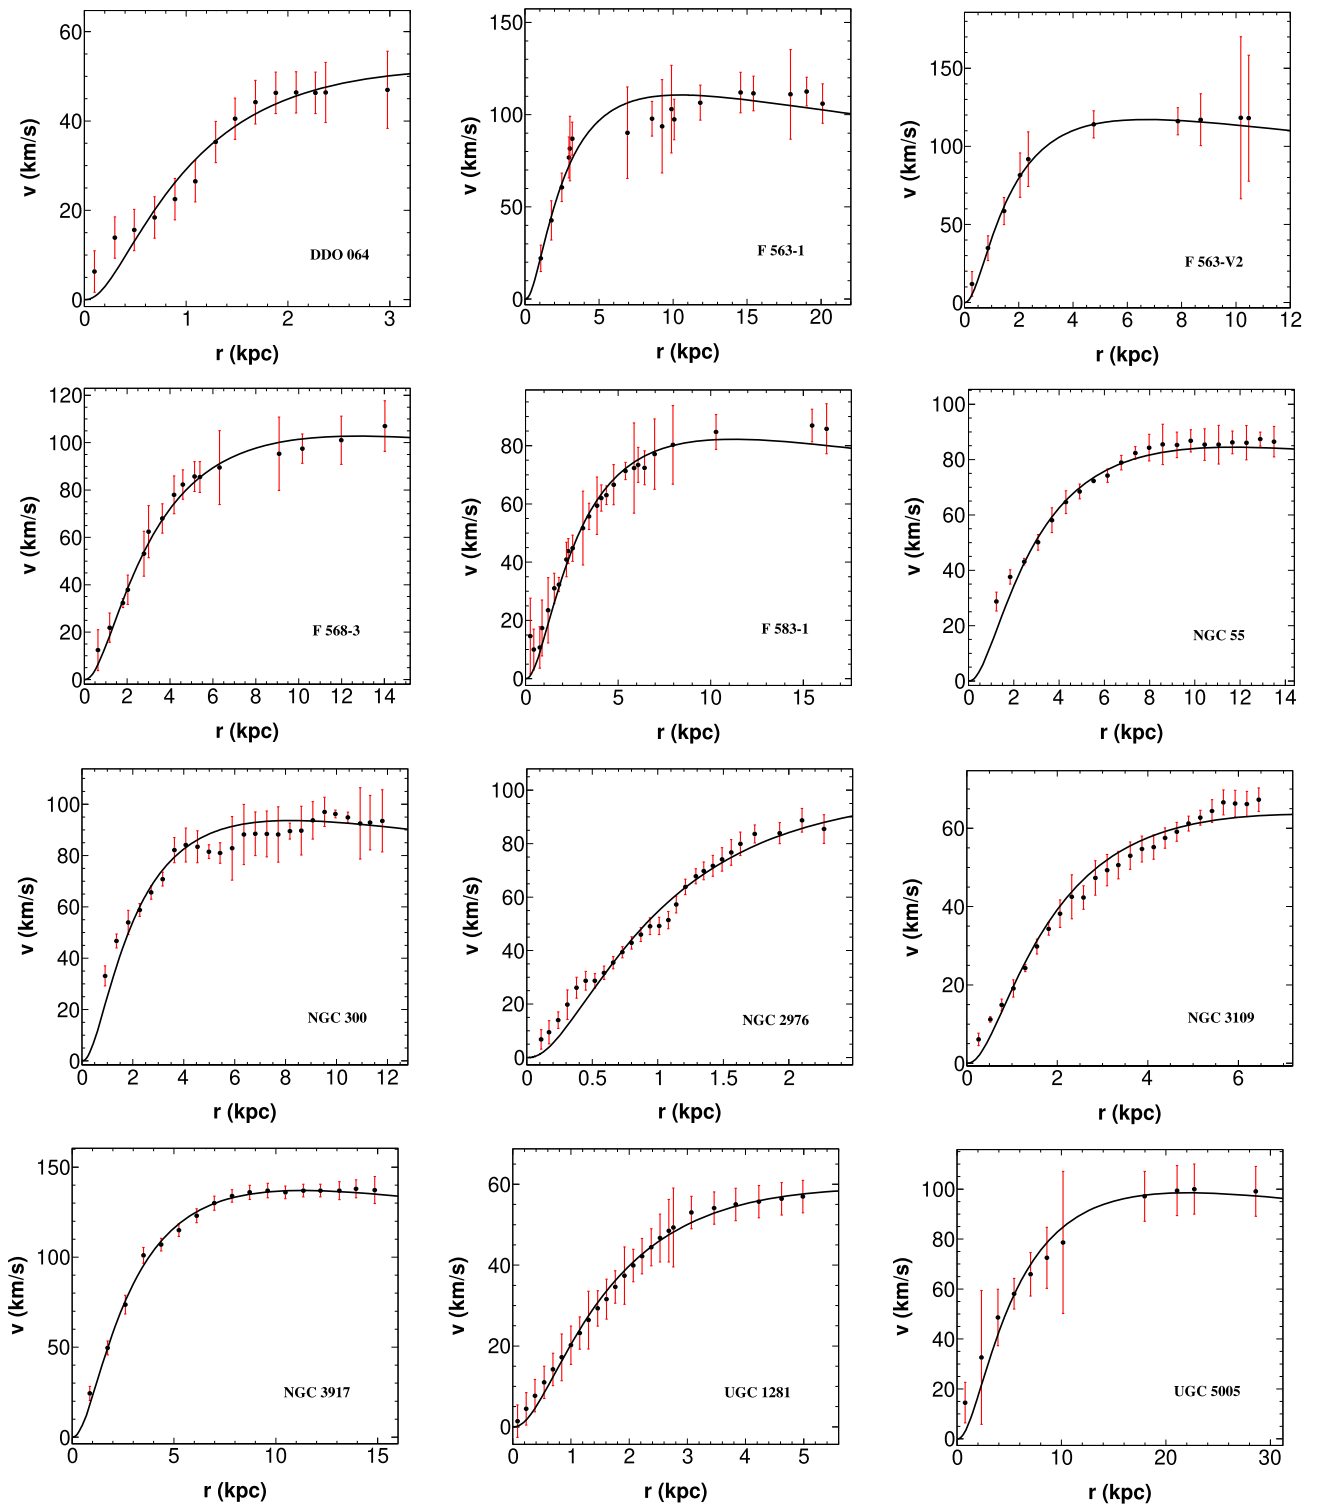 60
40
20
0
v (km/s)
DDO 064
0 1 2 3
r (kpc)
150
100
50
0
v (km/s)
F 563-1
0 5 10 15 20
r (kpc)
150
100
50
0
v (km/s)
F 563-V2
0 2 4 6 8 10 12
r (kpc)
120
100
80
60
40
20
0
v (km/s)
F 568-3
0 2 4 6 8 10 12 14
r (kpc)
80
60
40
20
0
v (km/s)
F 583-1
0 5 10 15
r (kpc)
100
80
60
40
20
0
v (km/s)
NGC 55
0 2 4 6 8 10 12 14
r (kpc)
100
80
60
40
20
0
v (km/s)
NGC 300
0 2 4 6 8 10 12
r (kpc)
100
80
60
40
20
0
v (km/s)
NGC 2976
0 0.5 1 1.5 2
r (kpc)
60
40
20
0
v (km/s)
NGC 3109
0 2 4 6
r (kpc)
150
100
50
0
v (km/s)
NGC 3917
0 5 10 15
r (kpc)
60
40
20
0
v (km/s)
UGC 1281
0 1 2 3 4 5
r (kpc)
100
80
60
40
20
0
v (km/s)
UGC 5005
0 10 20 30
r (kpc)